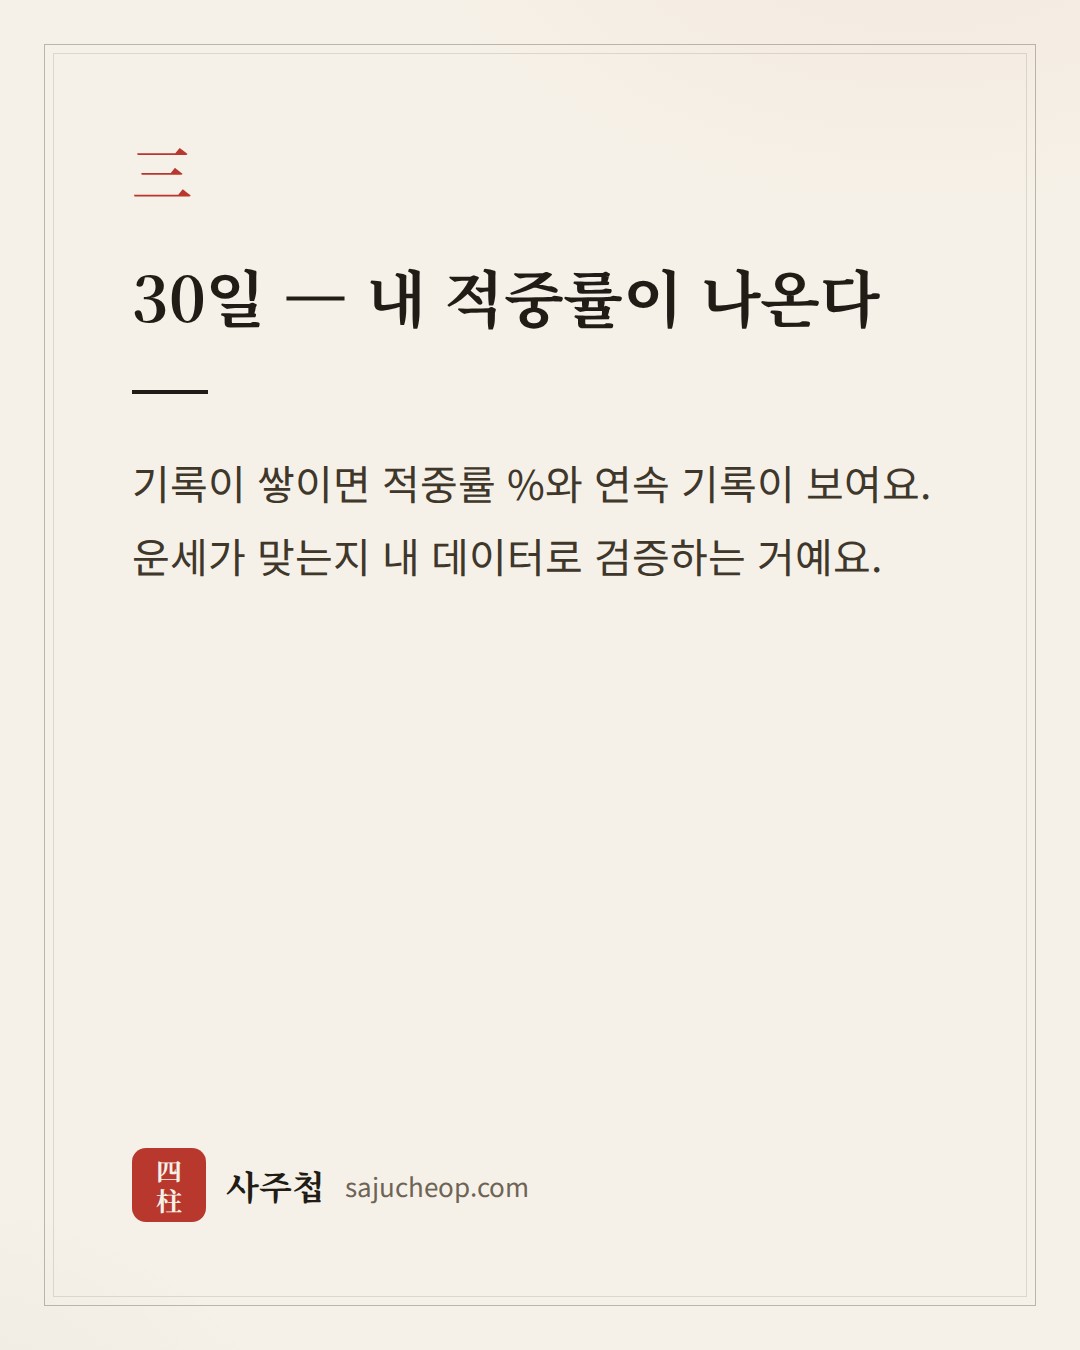 三
30일 — 내 적중률이 나온다
기록이 쌓이면 적중률 %와 연속 기록이 보여요.
운세가 맞는지 내 데이터로 검증하는 거예요.
四
柱
사주첩 sajucheop.com